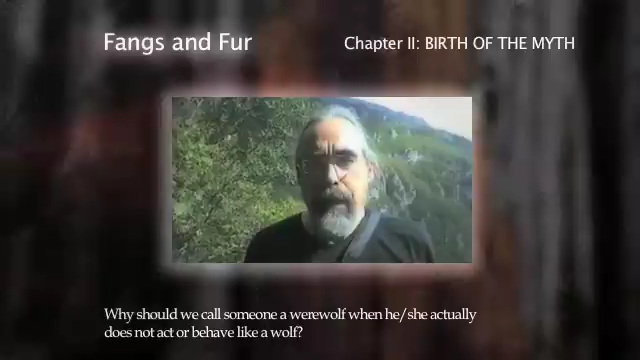 Fangs and Fur
Chapter II: BIRTH OF THE MYTH
Why should we call someone a werewolf when he/she actually
does not act or behave like a wolf?